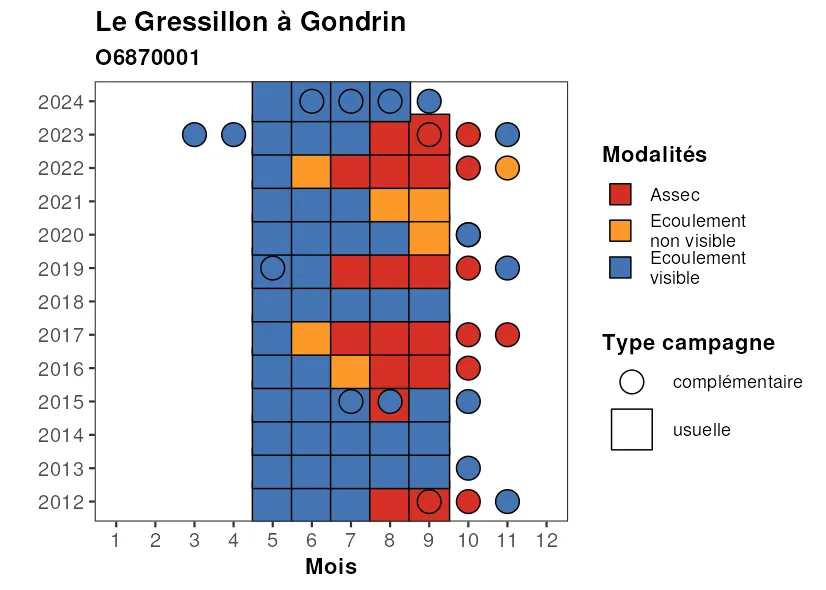 Le Gressillon à Gondrin
O6870001
2024
2023
2022
2021
2020
2019
2018
2017
2016
2015
2014
2013
2012
1 2 3 4 5 6 7 8 9 10 11 12
Mois
Modalités
Assec
Ecoulement
non visible
Ecoulement
visible
Type campagne
complémentaire
usuelle